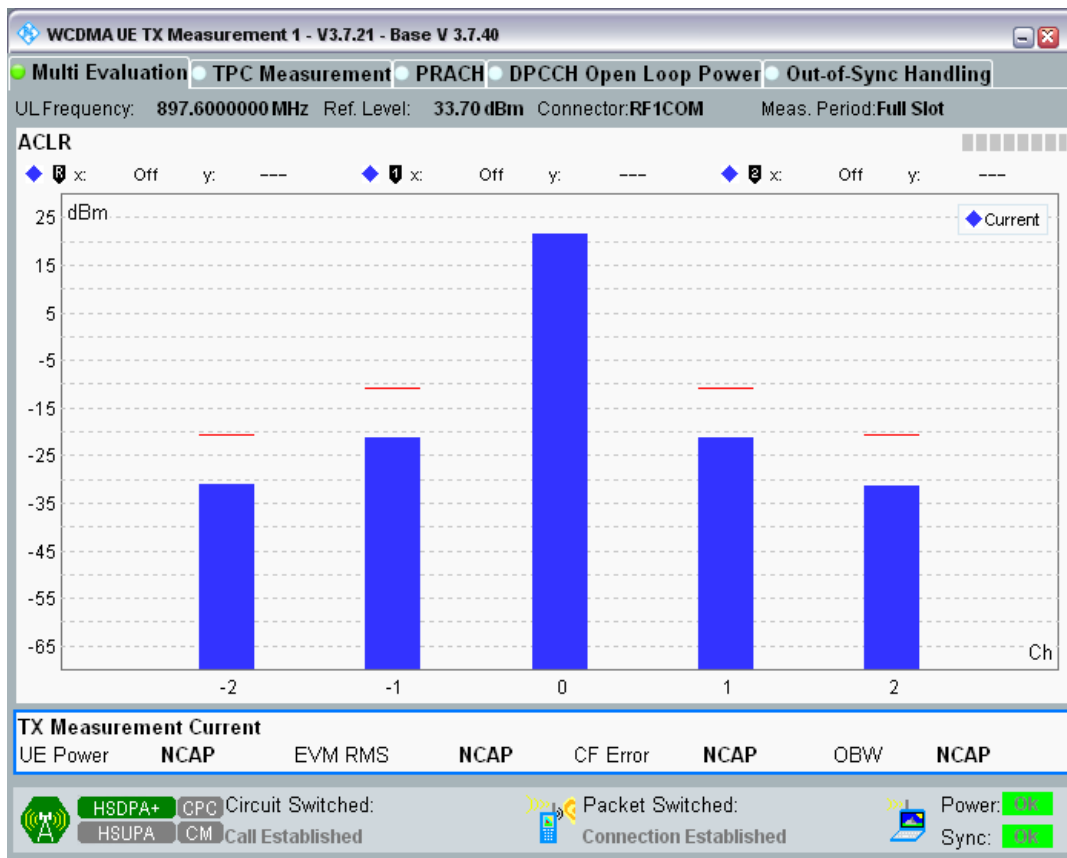 WCDMA UE TX Measurement 1 - V3.7.21 - Base V 3.7.40
Multi Evaluation TPC Measurement PRACH DPCCH Open Loop Power Out-of-Sync Handling
UL Frequency: 897.6000000 MHz Ref. Level: 33.70 dBm Connector: RF1COM Meas. Period: Full Slot
ACLR
R x: Off y: --- 1 x: Off y: --- 2 x: Off y: ---
dBm
Current
25
15
5
-5
-15
-25
-35
-45
-55
-65
Ch
-2 -1 0 1 2
TX Measurement Current
UE Power NCAP EVM RMS NCAP CF Error NCAP OBW NCAP
HSDPA+ CPC Circuit Switched: Packet Switched: Power: Ok
HSUPA CM Call Established Connection Established Sync: Ok